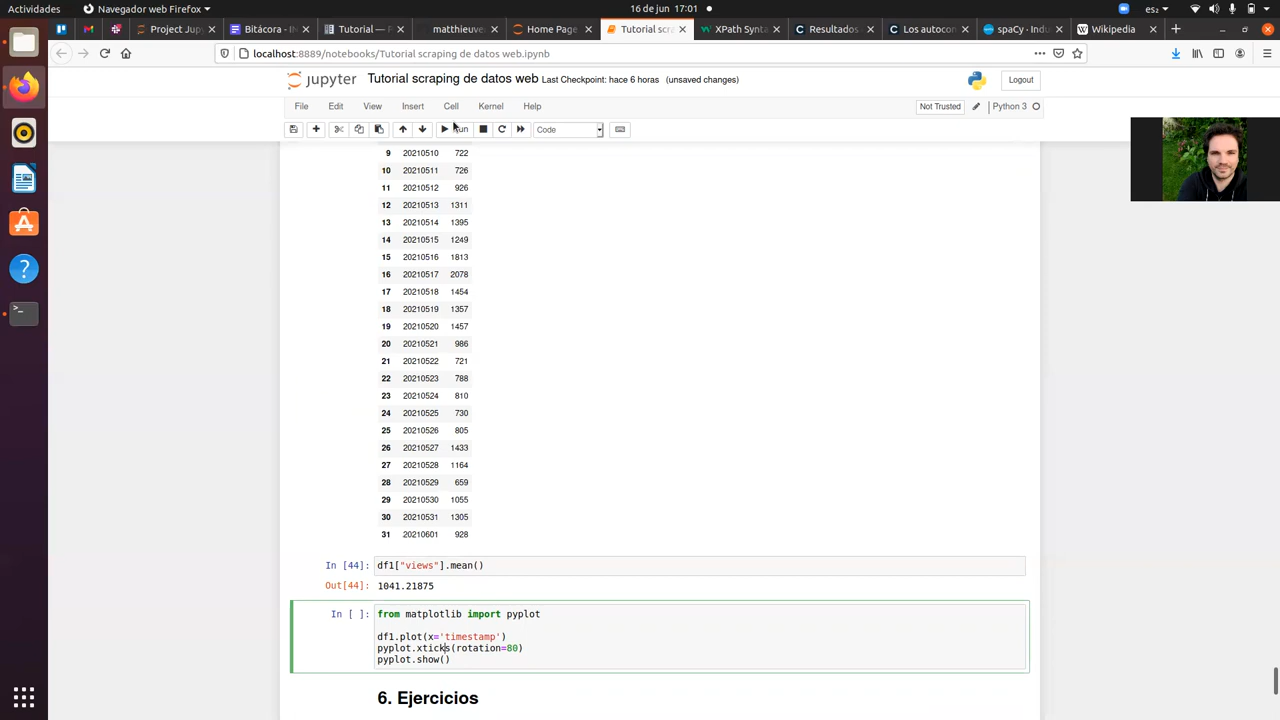 Actividades
Navegador web Firefox
16 de jun 17:01
es2
Project Jup
Bitácora - I
Tutorial —
matthieuver
Home Page
Tutorial scr
XPath Synta
Resultados
Los autocon
spaCy · Indu
Wikipedia
localhost:8889/notebooks/Tutorial scraping de datos web.ipynb
jupyter Tutorial scraping de datos web Last Checkpoint: hace 6 horas (unsaved changes)
Logout
File Edit View Insert Cell Kernel Help
Not Trusted
Python 3
Code
9 20210510 722
10 20210511 726
11 20210512 926
12 20210513 1311
13 20210514 1395
14 20210515 1249
15 20210516 1813
16 20210517 2078
17 20210518 1454
18 20210519 1357
19 20210520 1457
20 20210521 986
21 20210522 721
22 20210523 788
23 20210524 810
24 20210525 730
25 20210526 805
26 20210527 1433
27 20210528 1164
28 20210529 659
29 20210530 1055
30 20210531 1305
31 20210601 928
In [44]: df1["views"].mean()
Out[44]: 1041.21875
In [ ]: from matplotlib import pyplot
df1.plot(x='timestamp')
pyplot.xticks(rotation=80)
pyplot.show()
6. Ejercicios